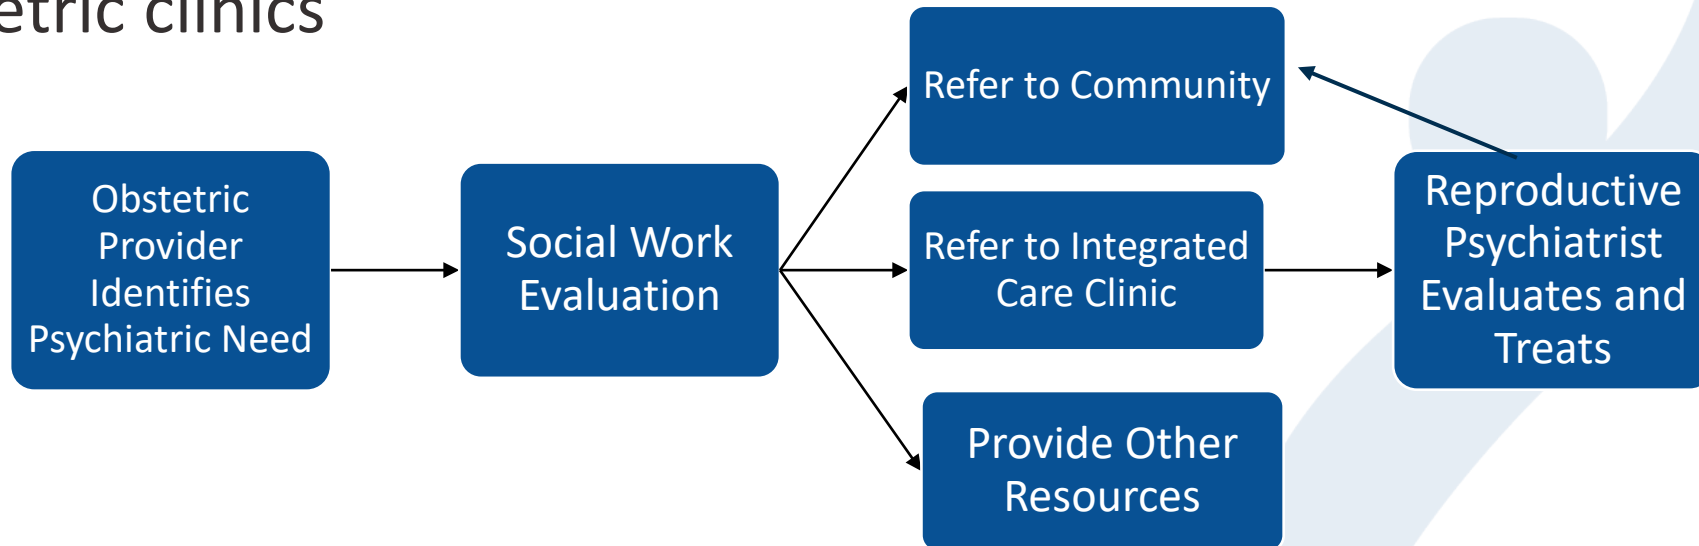 etric clinics
Obstetric
Provider
Identifies
Psychiatric Need
Social Work
Evaluation
Refer to Community
Refer to Integrated
Care Clinic
Provide Other
Resources
Reproductive
Psychiatrist
Evaluates and
Treats